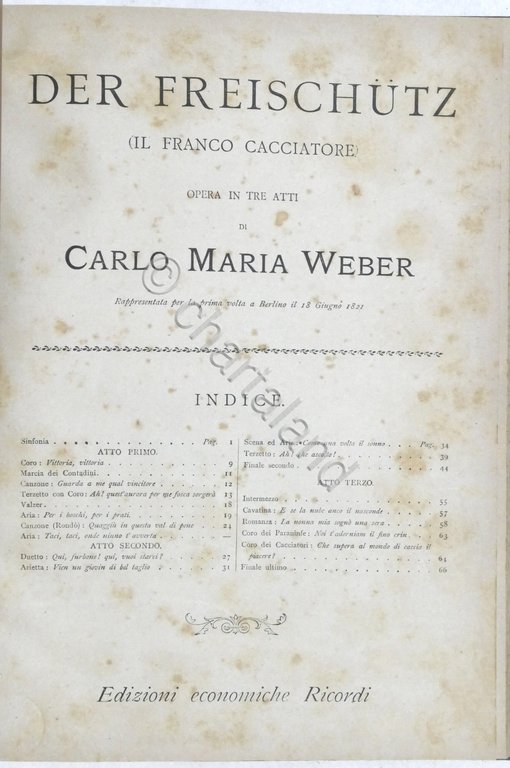 DER FREISCHÜTZ
(IL FRANCO CACCIATORE)
OPERA IN TRE ATTI
DI
CARLO MARIA WEBER
Rappresentata per la prima volta a Berlino il 18 Giugno 1821
INDICE.
Sinfonia . . . . . Pag. 1
ATTO PRIMO.
Coro: Vittoria, vittoria . . . . . 9
Marcia dei Contadini. . . . . 11
Canzone: Guarda a me qual vincitore . . . . 12
Terzetto con Coro: Ah! quest'aurora per me fosca sorgerà 13
Valzer . . . . . 18
Aria: Per i boschi, per i prati. . . . . 19
Canzone (Rondò): Quaggiù in questa val di pene . . . 24
Aria: Taci, taci, onde niuno t'avverta . . . . —
ATTO SECONDO.
Duetto: Qui, furbone! qui, vuoi starci? . . . . 27
Arietta: Vien un giovin di bel taglio . . . . 31
Scena ed Aria: Come una volta il sonno . . . Pag. 34
Terzetto: Ah! che ascolto! . . . . 39
Finale secondo . . . . . 44
ATTO TERZO.
Intermezzo . . . . . 55
Cavatina: E se la nube anco il nasconde . . . . 57
Romanza: La nonna mia sognò una sera . . . . 58
Coro dei Paraninfe: Noi t'adorniam il fino crin . . 63
Coro dei Cacciatori: Che supera al mondo di caccia il
piacere? . . . . . 64
Finale ultimo . . . . . 66
Edizioni economiche Ricordi
© chartaland